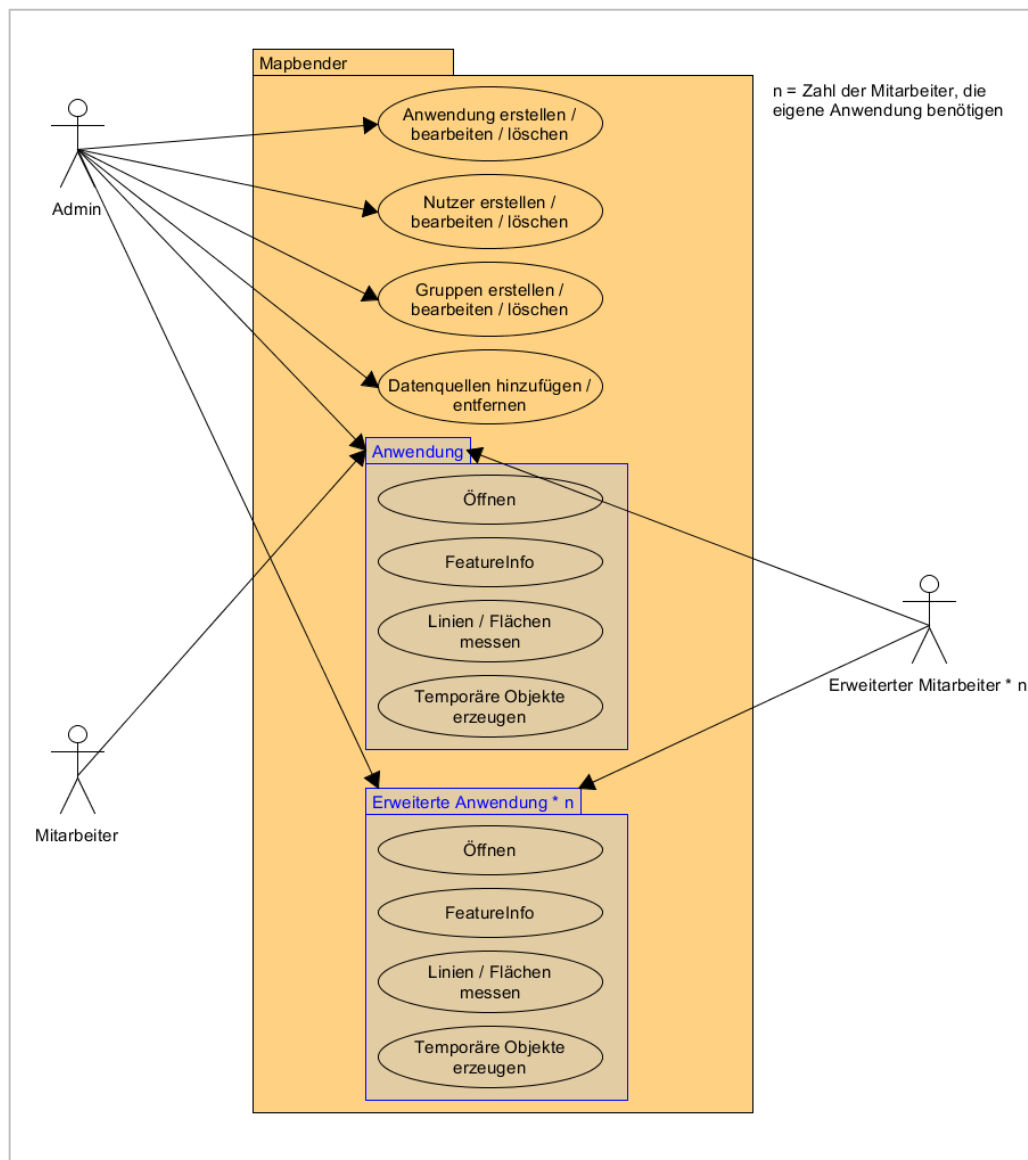 Mapbender
n = Zahl der Mitarbeiter, die
eigene Anwendung benötigen
Anwendung erstellen /
bearbeiten / löschen
Admin
Nutzer erstellen /
bearbeiten / löschen
Gruppen erstellen /
bearbeiten / löschen
Datenquellen hinzufügen /
entfernen
Anwendung
Öffnen
FeatureInfo
Linien / Flächen
messen
Temporäre Objekte
erzeugen
Erweiterter Mitarbeiter * n
Mitarbeiter
Erweiterte Anwendung * n
Öffnen
FeatureInfo
Linien / Flächen
messen
Temporäre Objekte
erzeugen